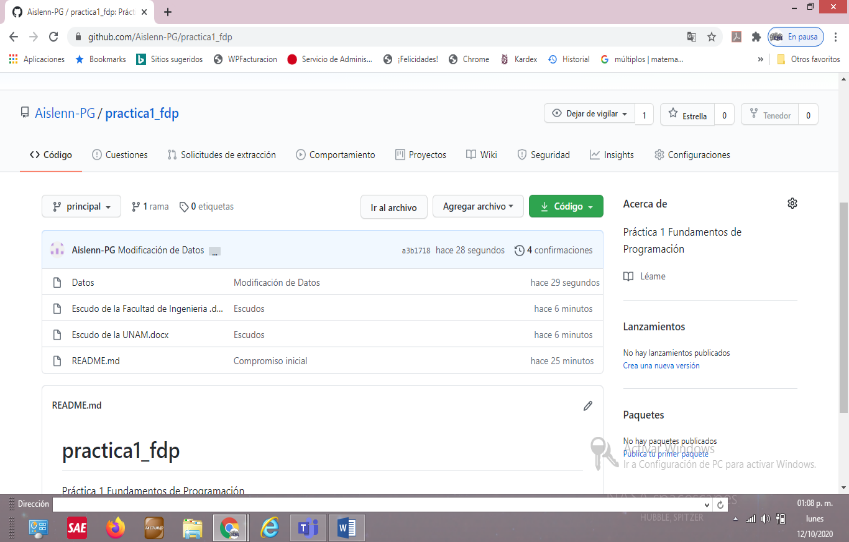 Aislenn-PG / practica1_fdp: Prác
github.com/Aislenn-PG/practica1_fdp
En pausa
Aplicaciones Bookmarks Sitios sugeridos WPFacturacion Servicio de Adminis... ¡Felicidades! Chrome Kardex Historial múltiplos | matema... » Otros favoritos
Aislenn-PG / practica1_fdp
Dejar de vigilar 1 Estrella 0 Tenedor 0
Código Cuestiones Solicitudes de extracción Comportamiento Proyectos Wiki Seguridad Insights Configuraciones
principal 1 rama 0 etiquetas Ir al archivo Agregar archivo Código
Acerca de
Práctica 1 Fundamentos de
Programación
Léame
Aislenn-PG Modificación de Datos ... a3b1718 hace 28 segundos 4 confirmaciones
Datos Modificación de Datos hace 29 segundos
Escudo de la Facultad de Ingenieria .d... Escudos hace 6 minutos
Escudo de la UNAM.docx Escudos hace 6 minutos
README.md Compromiso inicial hace 25 minutos
Lanzamientos
No hay lanzamientos publicados
Crea una nueva versión
Paquetes
No hay paquetes publicados
Publica tu primer paquete
README.md
practica1_fdp
Práctica 1 Fundamentos de Programación
Activar Windows
Ir a Configuración de PC para activar Windows.
Dirección
SAE
HUBBLE, SPITZER
01:08 p. m.
lunes
12/10/2020